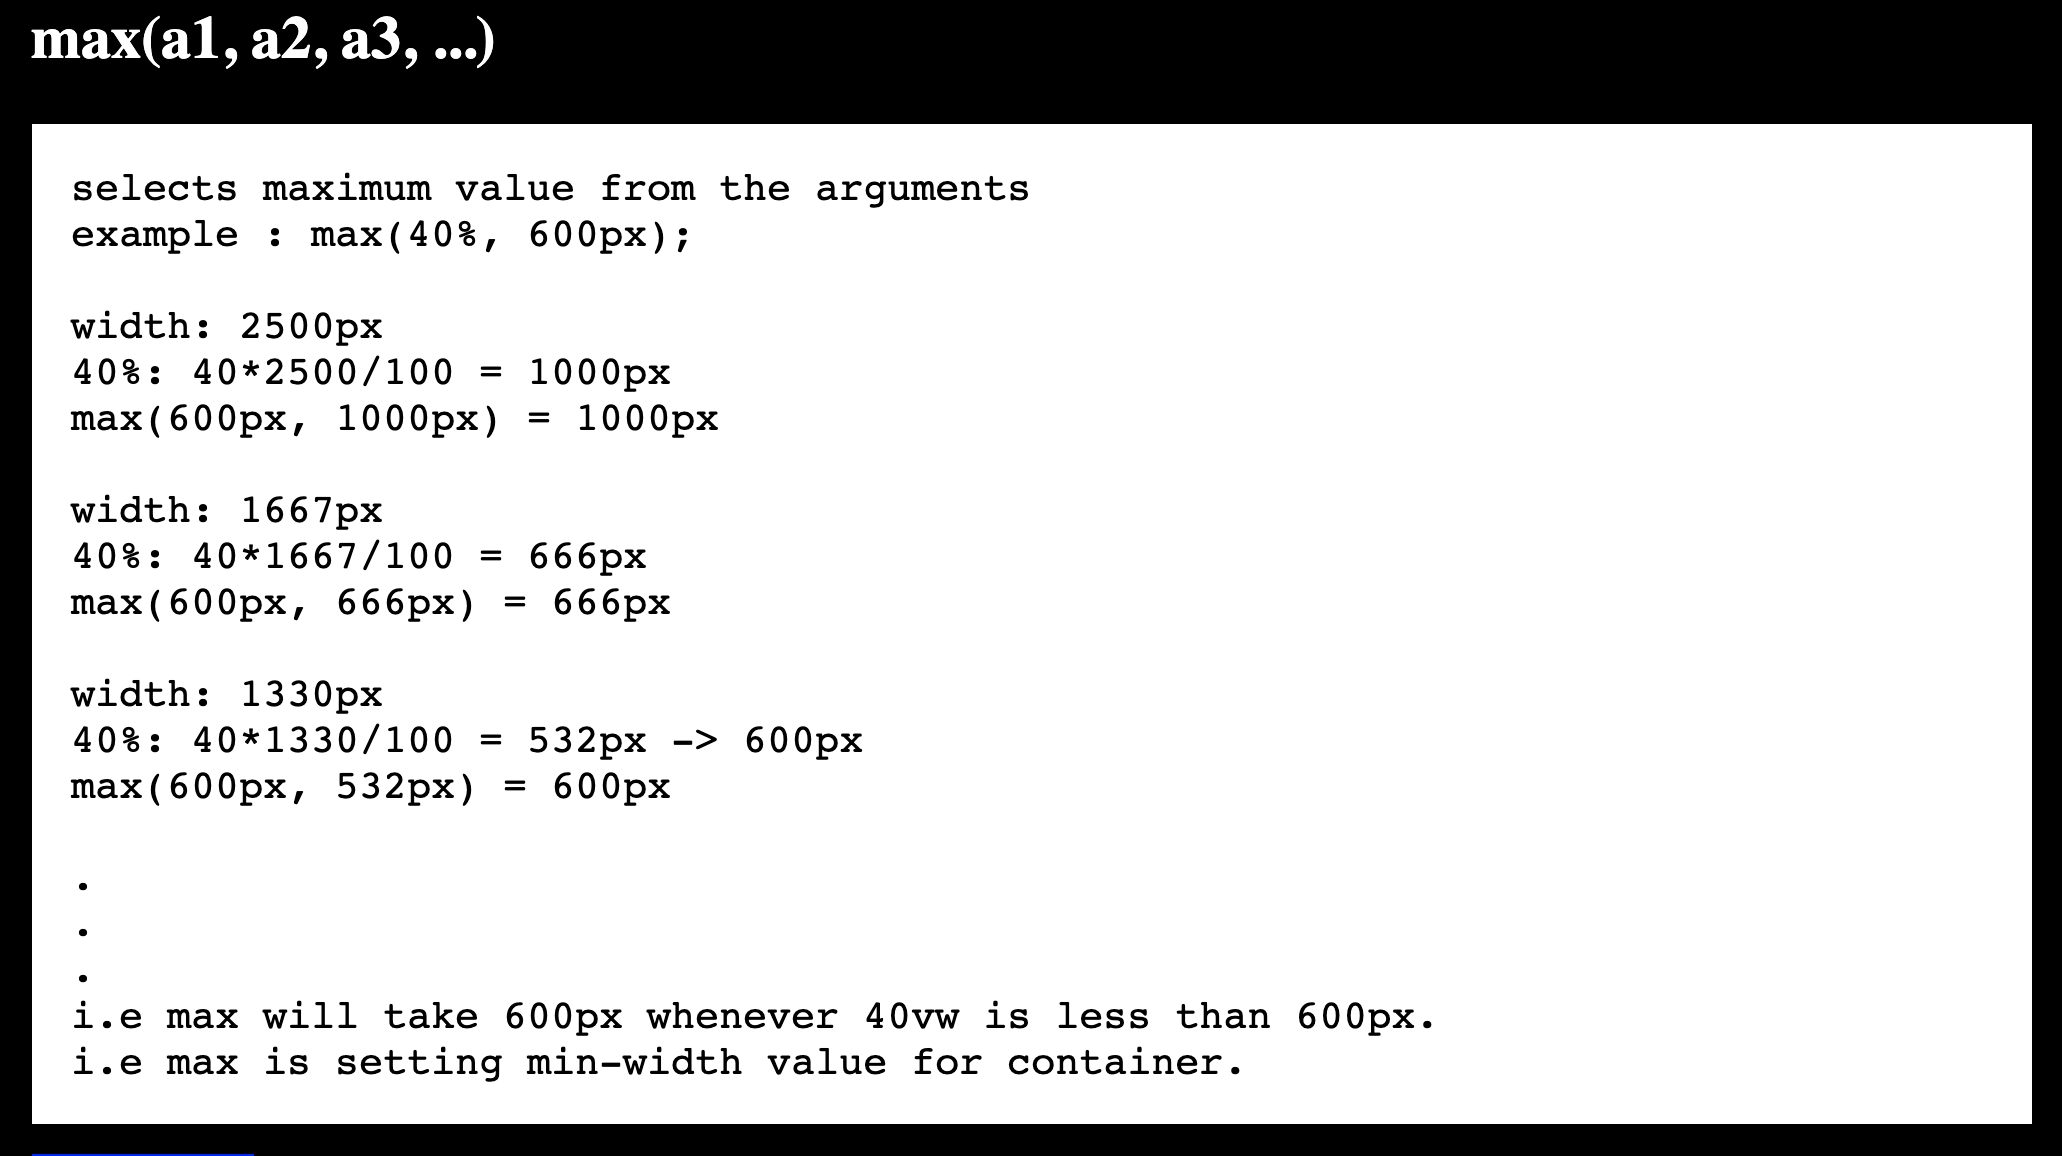 max(a1, a2, a3, ...)
selects maximum value from the arguments
example : max(40%, 600px);
width: 2500px
40%: 40*2500/100 = 1000px
max(600px, 1000px) = 1000px
width: 1667px
40%: 40*1667/100 = 666px
max(600px, 666px) = 666px
width: 1330px
40%: 40*1330/100 = 532px -> 600px
max(600px, 532px) = 600px
.
.
.
i.e max will take 600px whenever 40vw is less than 600px.
i.e max is setting min-width value for container.